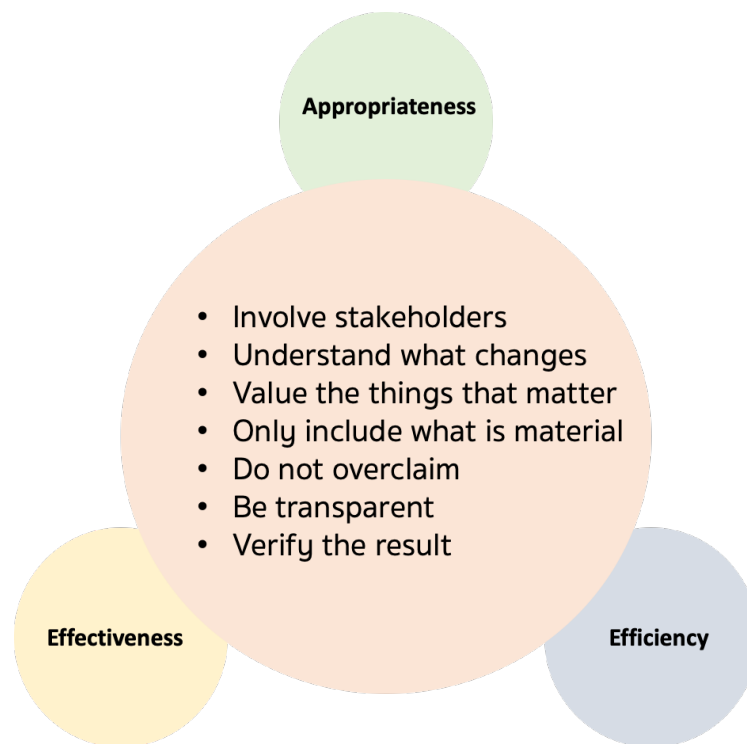 Appropriateness
• Involve stakeholders
• Understand what changes
• Value the things that matter
• Only include what is material
• Do not overclaim
• Be transparent
• Verify the result
Effectiveness
Efficiency